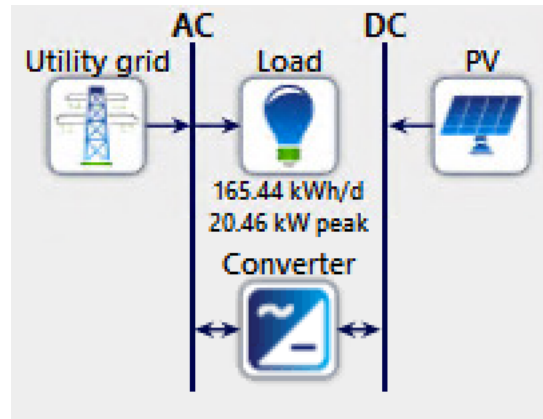 AC DC
Utility grid Load PV
165.44 kWh/d
20.46 kW peak
Converter